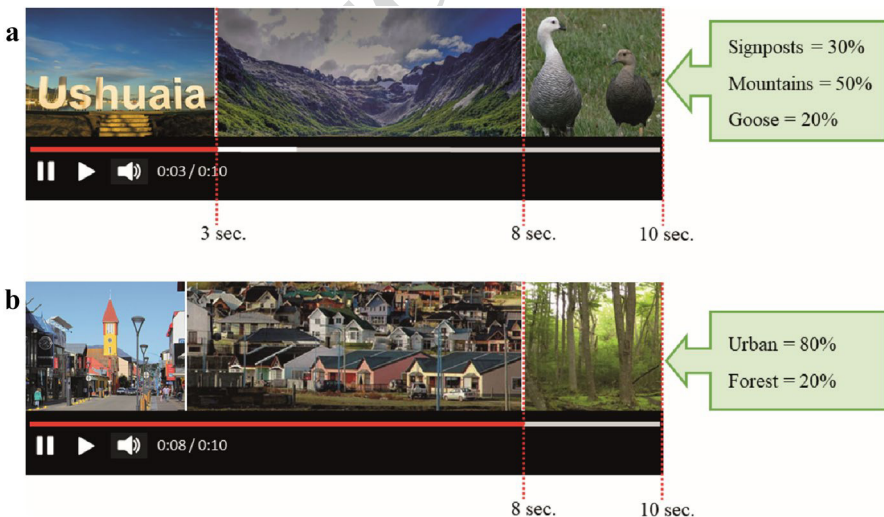 a
Ushuaia
Signposts = 30%
Mountains = 50%
Goose = 20%
0:03 / 0:10
3 sec.
8 sec.
10 sec.
b
Urban = 80%
Forest = 20%
0:08 / 0:10
8 sec.
10 sec.